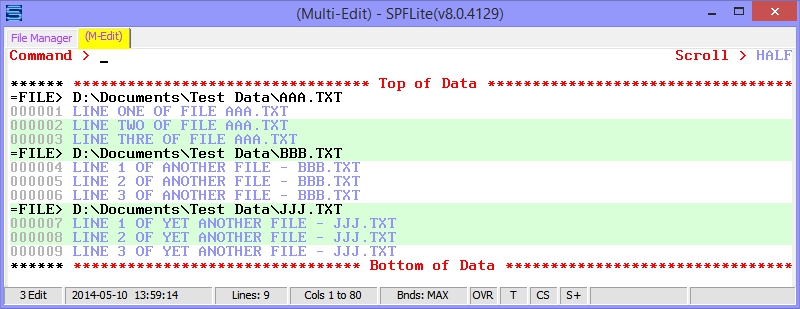 (Multi-Edit) - SPFLite(v8.0.4129)
File Manager (M-Edit)
Command > _ Scroll > HALF
****** ********************************* Top of Data *********************************
=FILE> D:\Documents\Test Data\AAA.TXT
000001 LINE ONE OF FILE AAA.TXT
000002 LINE TWO OF FILE AAA.TXT
000003 LINE THRE OF FILE AAA.TXT
=FILE> D:\Documents\Test Data\BBB.TXT
000004 LINE 1 OF ANOTHER FILE - BBB.TXT
000005 LINE 2 OF ANOTHER FILE - BBB.TXT
000006 LINE 3 OF ANOTHER FILE - BBB.TXT
=FILE> D:\Documents\Test Data\JJJ.TXT
000007 LINE 1 OF YET ANOTHER FILE - JJJ.TXT
000008 LINE 2 OF YET ANOTHER FILE - JJJ.TXT
000009 LINE 3 OF YET ANOTHER FILE - JJJ.TXT
****** ******************************** Bottom of Data *******************************
3 Edit 2014-05-10 13:59:14 Lines: 9 Cols 1 to 80 Bnds: MAX OVR T CS S+